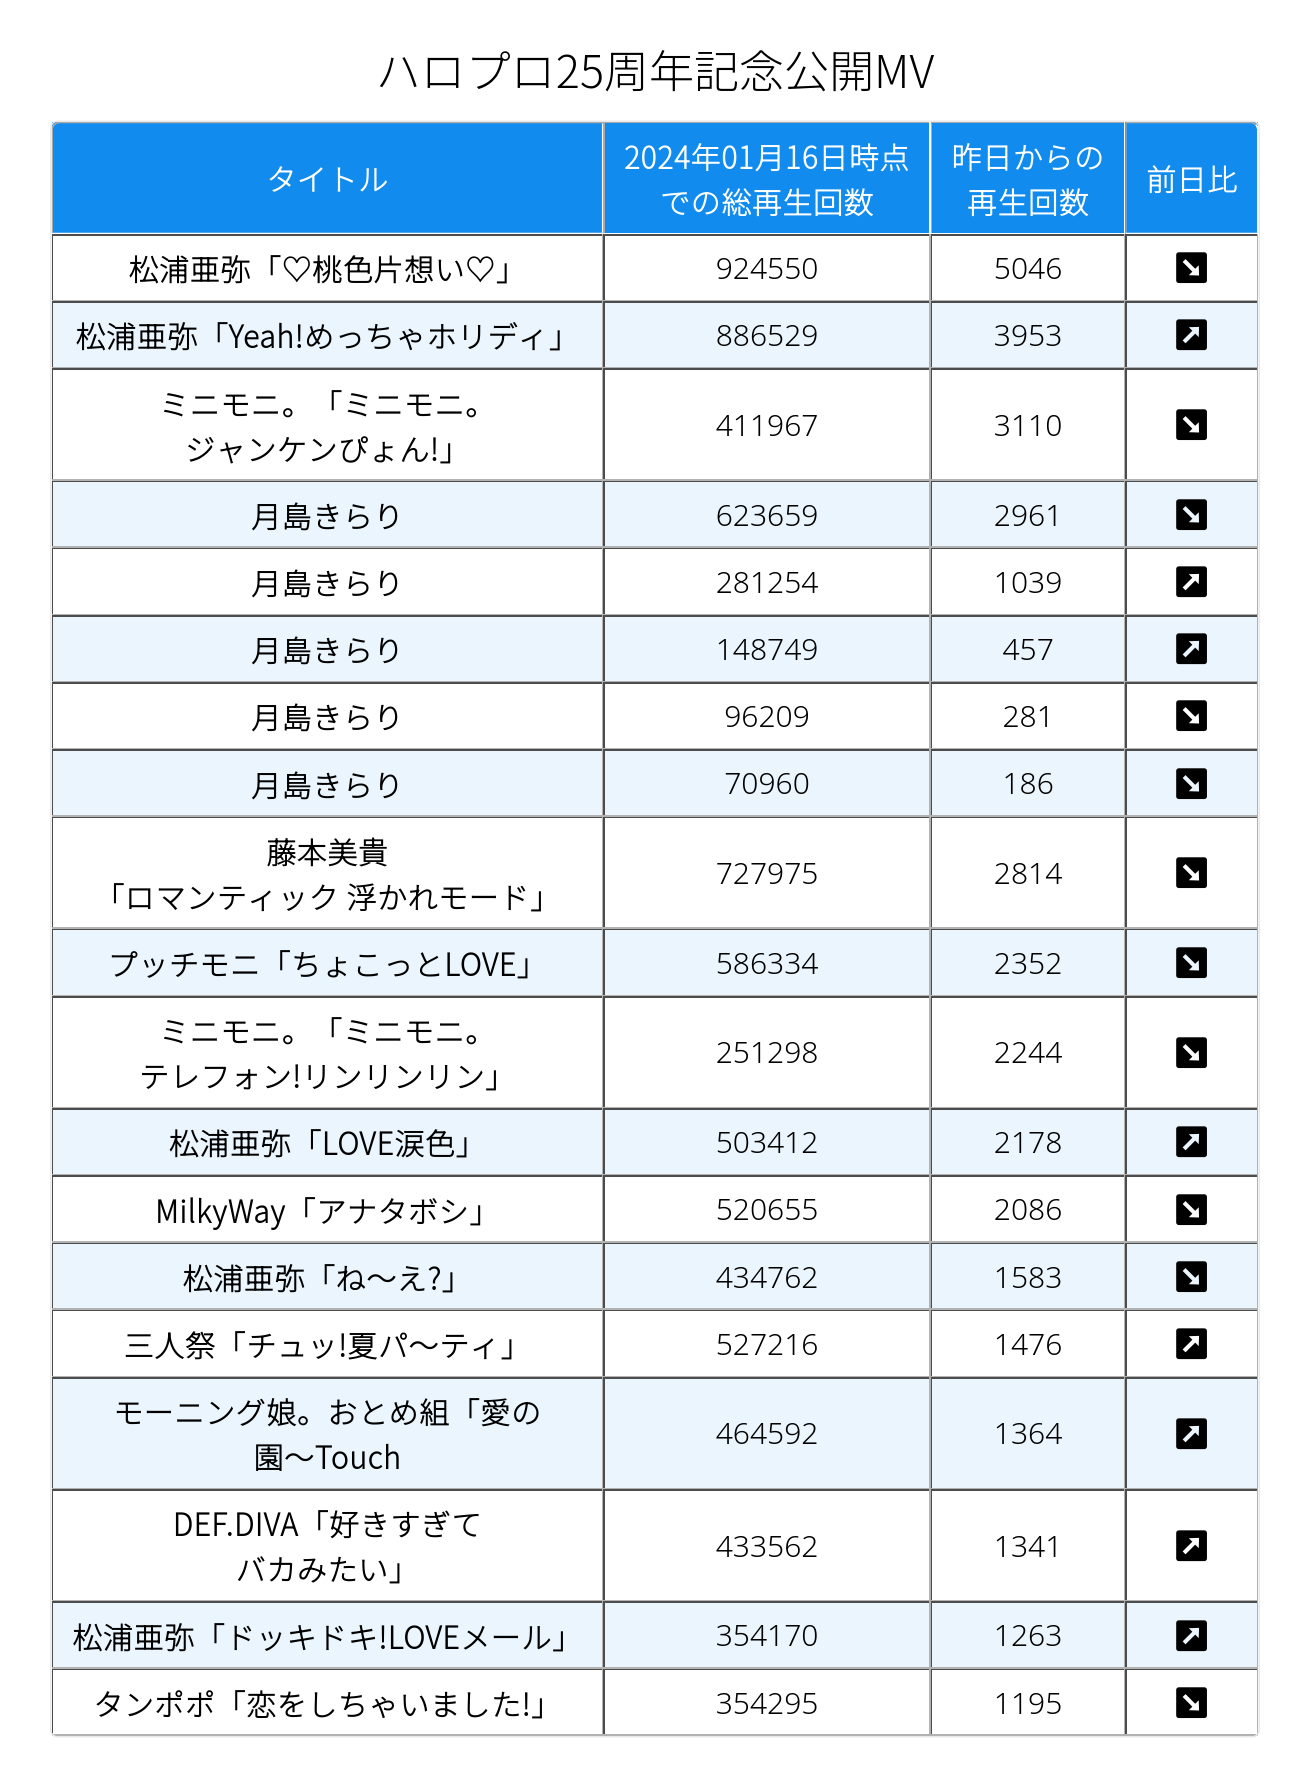 ハロプロ25周年記念公開MV
タイトル
2024年01月16日時点
での総再生回数
昨日からの
再生回数
前日比
松浦亜弥「♡桃色片想い♡」 924550 5046
松浦亜弥「Yeah!めっちゃホリディ」 886529 3953
ミニモニ。「ミニモニ。
ジャンケンぴょん!」 411967 3110
月島きらり 623659 2961
月島きらり 281254 1039
月島きらり 148749 457
月島きらり 96209 281
月島きらり 70960 186
藤本美貴
「ロマンティック 浮かれモード」 727975 2814
プッチモニ「ちょこっとLOVE」 586334 2352
ミニモニ。「ミニモニ。
テレフォン!リンリンリン」 251298 2244
松浦亜弥「LOVE涙色」 503412 2178
MilkyWay「アナタボシ」 520655 2086
松浦亜弥「ね〜え?」 434762 1583
三人祭「チュッ!夏パ〜ティ」 527216 1476
モーニング娘。おとめ組「愛の
園〜Touch 464592 1364
DEF.DIVA「好きすぎて
バカみたい」 433562 1341
松浦亜弥「ドッキドキ!LOVEメール」 354170 1263
タンポポ「恋をしちゃいました!」 354295 1195